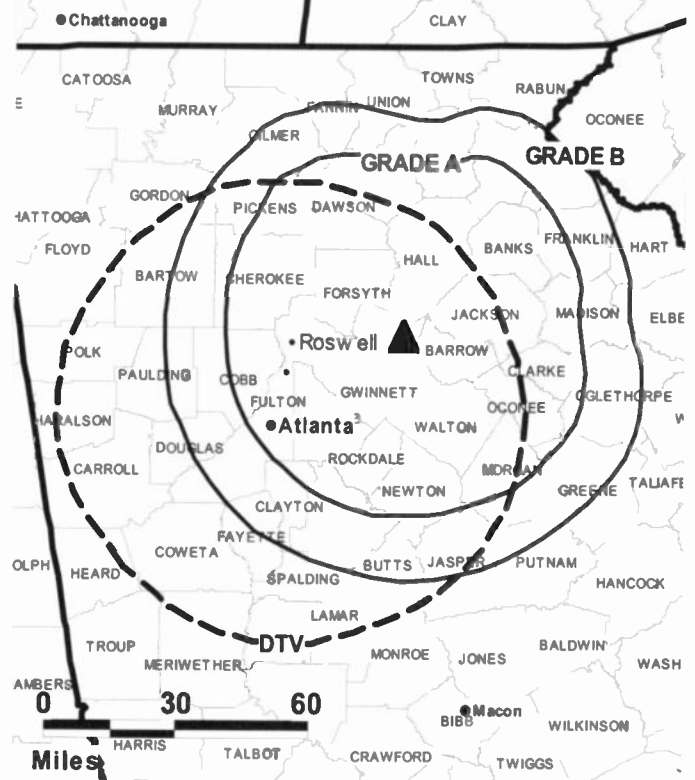 Chattanooga
CLAY
CATOOSA
TOWNS
RABUN
E
MURRAY
FANNIN
UNION
OCONEE
GILMER
GRADE A
GRADE B
GORDON
PICKENS
DAWSON
HATTOOGA
FLOYD
BANKS
FRANKLIN
HART
HALL
BARTOW
CHEROKEE
FORSYTH
JACKSON
MADISON
ELBE
Roswell
POLK
BARROW
PAULDING
COBB
CLARKE
FULTON
GWINNETT
OGLETHORPE
OCONEE
HARALSON
Atlanta
WALTON
W
DOUGLAS
ROCKDALE
CARROLL
MORGAN
NEWTON
GREENE
TALIAFE
CLAYTON
FAYETTE
COWETA
OLPH
HEARD
SPALDING
BUTTS
JASPER
PUTNAM
HANCOCK
LAMAR
DTV
TROUP
MERIWETHER
MONROE
JONES
BALDWIN
WASH
AMBERS
0 30 60
Macon
BIBB
WILKINSON
Miles
HARRIS
TALBOT
CRAWFORD
TWIGGS